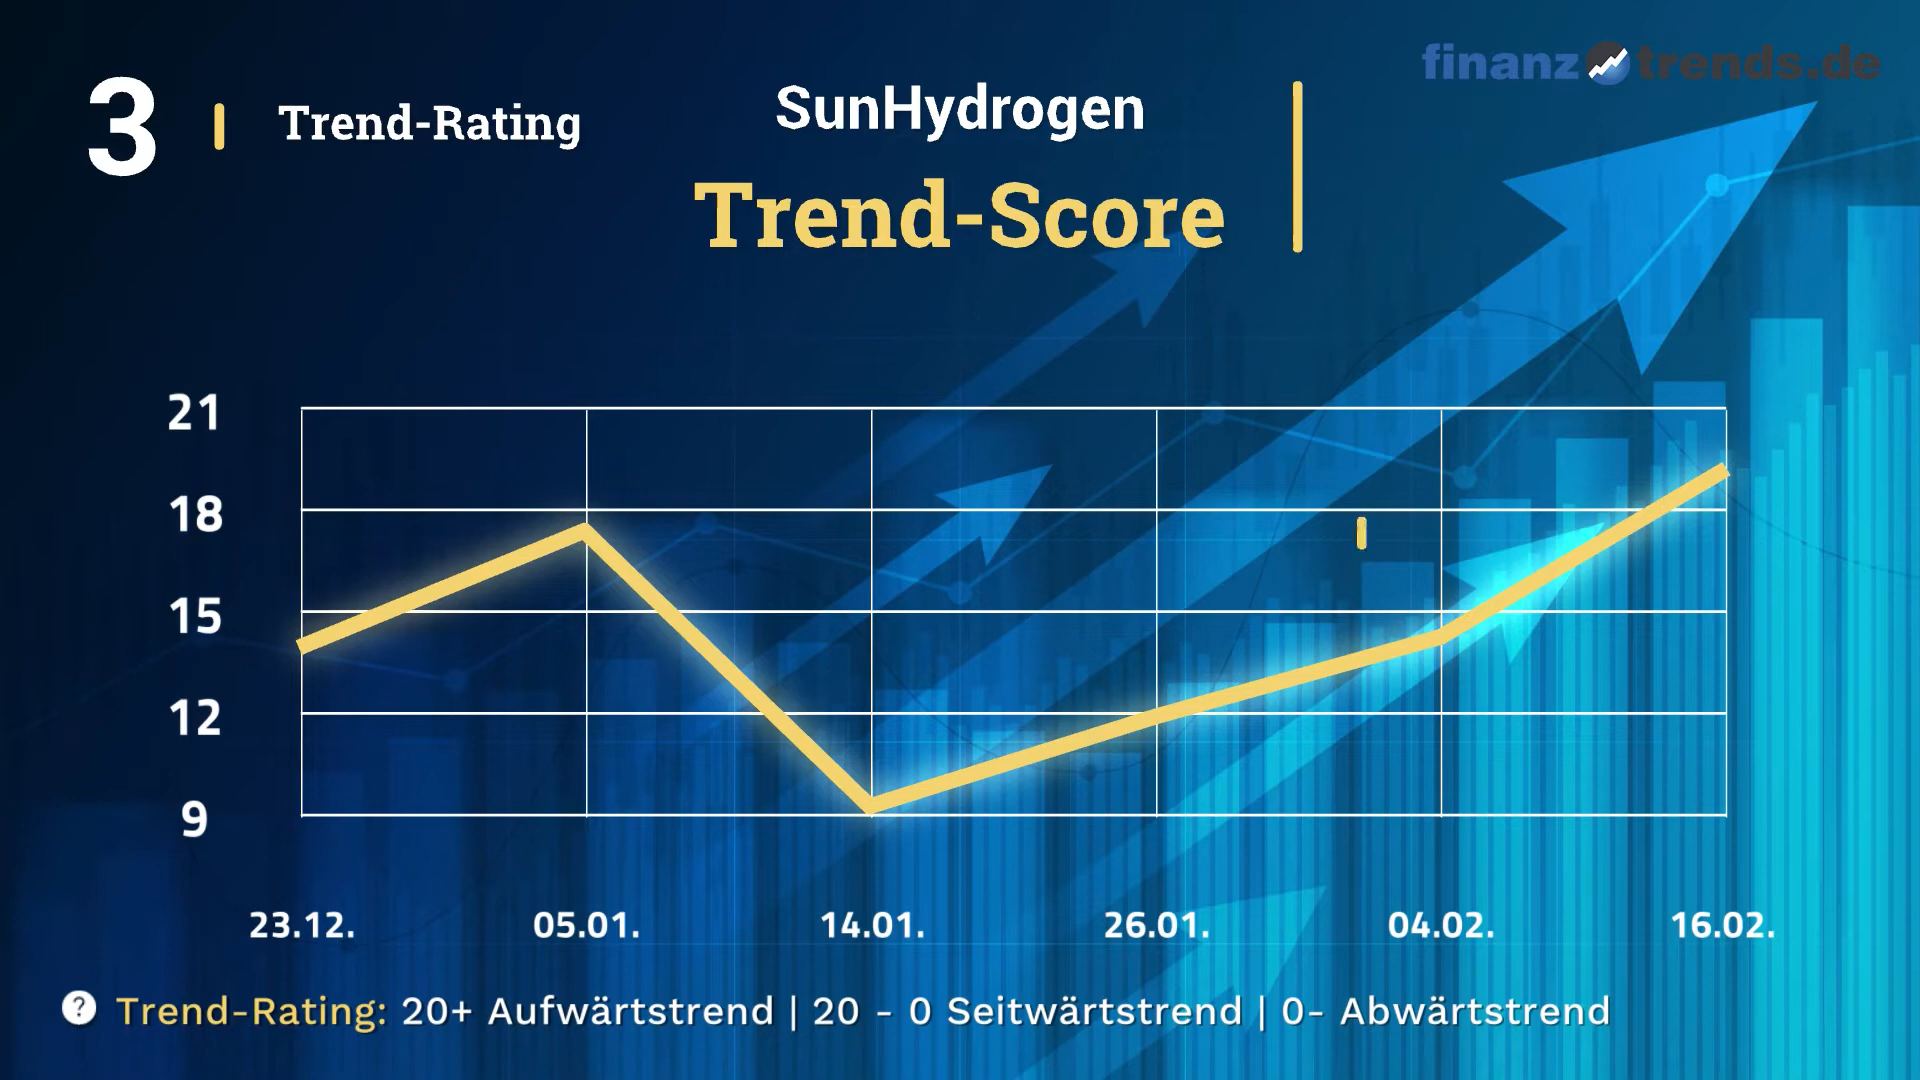 finanztrends.de
3
Trend-Rating
SunHydrogen
Trend-Score
21
18
15
12
9
23.12.
05.01.
14.01.
26.01.
04.02.
16.02.
? Trend-Rating: 20+ Aufwärtstrend | 20 - 0 Seitwärtstrend | 0- Abwärtstrend